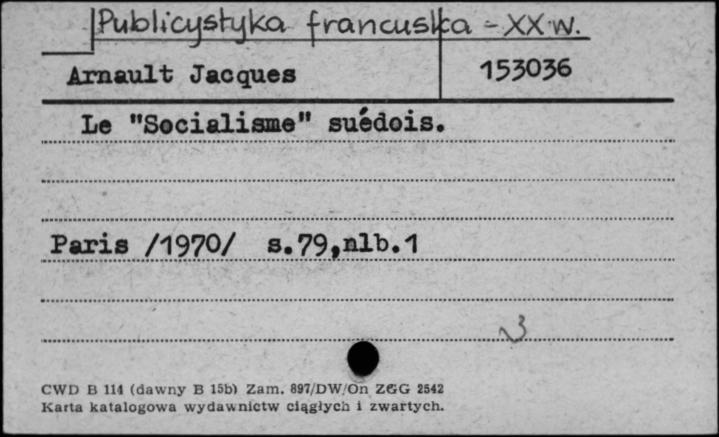 Publicystyka francuska - XX w.
Arnault Jacques 153036
Le "Socialisme" suédois.
Paris /1970/ s.79,nlb.1
3
CWD B 114 (dawny B 15b) Zam. 897/DW/On ZGG 2542
Karta katalogowa wydawnictw ciągłych i zwartych.